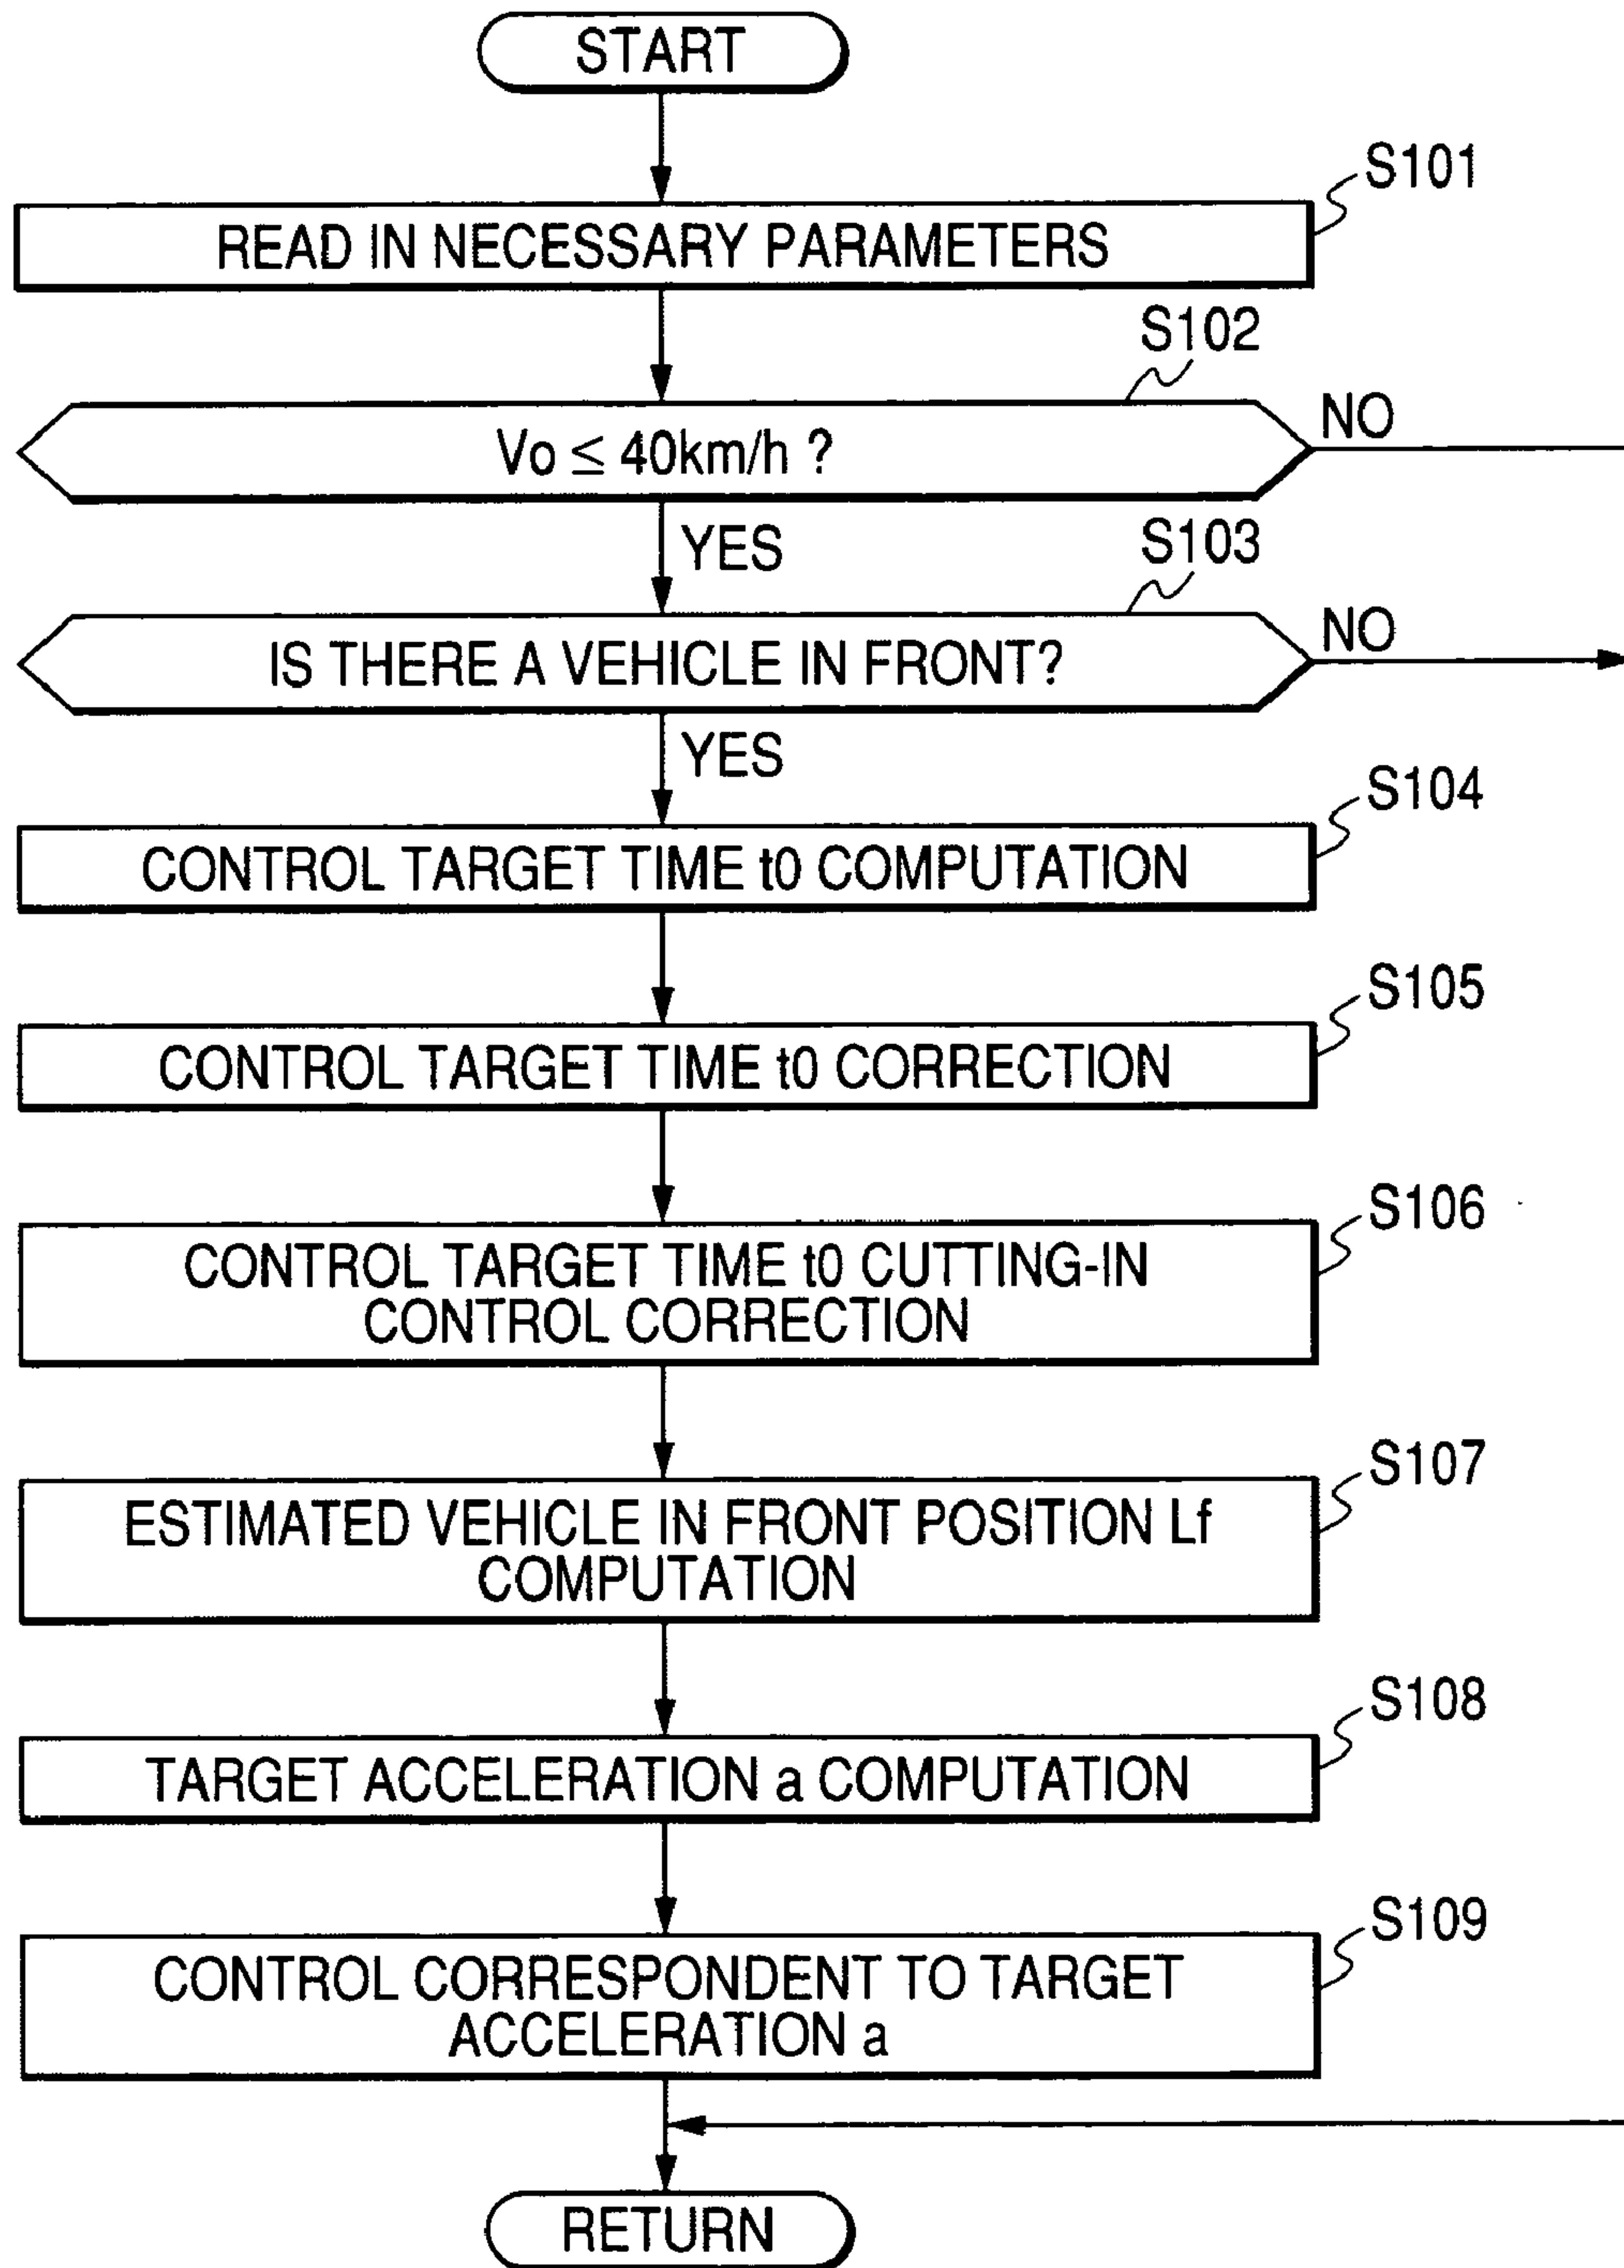 START
S101
READ IN NECESSARY PARAMETERS
S102
Vo ≤ 40km/h ?
NO
YES
S103
IS THERE A VEHICLE IN FRONT?
NO
YES
S104
CONTROL TARGET TIME t0 COMPUTATION
S105
CONTROL TARGET TIME t0 CORRECTION
S106
CONTROL TARGET TIME t0 CUTTING-IN
CONTROL CORRECTION
S107
ESTIMATED VEHICLE IN FRONT POSITION Lf
COMPUTATION
S108
TARGET ACCELERATION a COMPUTATION
S109
CONTROL CORRESPONDENT TO TARGET
ACCELERATION a
RETURN